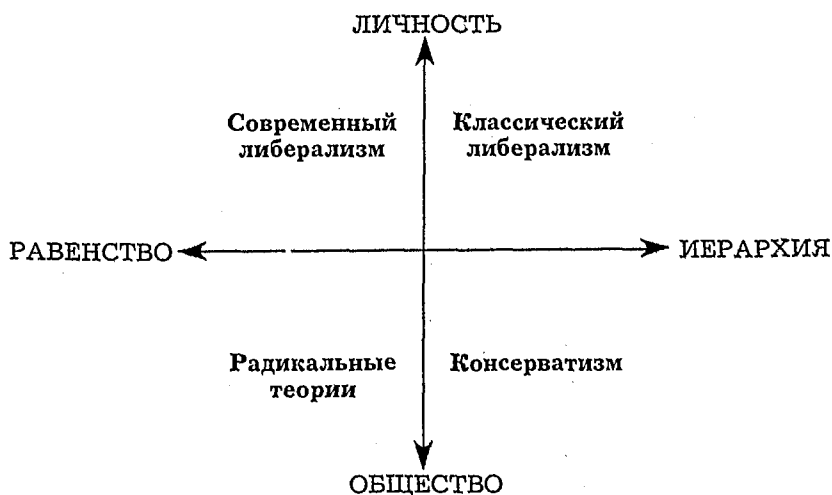 ЛИЧНОСТЬ
Современный
либерализм
Классический
либерализм
РАВЕНСТВО
ИЕРАРХИЯ
Радикальные
теории
Консерватизм
ОБЩЕСТВО